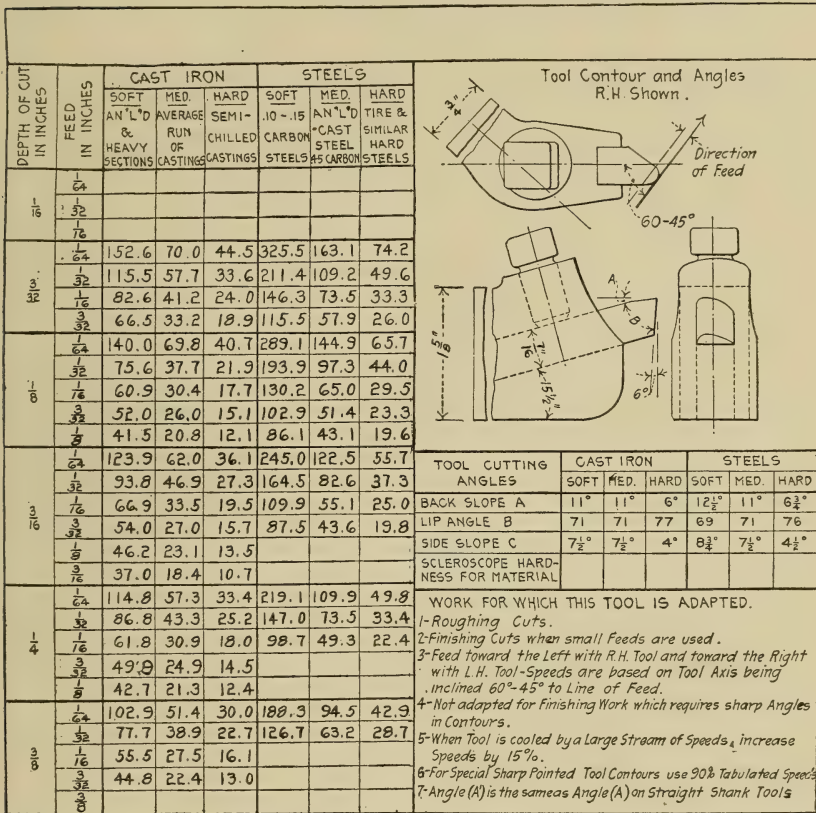 DEPTH OF CUT IN INCHES
FEED IN INCHES
CAST IRON
STEELS
SOFT AN'L'D & HEAVY SECTIONS
MED. AVERAGE RUN OF CASTINGS
HARD SEMI-CHILLED CASTINGS
SOFT .10-.15 CARBON STEELS
MED. AN'L'D -CAST STEEL 45 CARBON
HARD TIRE & SIMILAR HARD STEELS
1/16
1/64
1/32
1/16
3/32
1/64 152.6 70.0 44.5 325.5 163.1 74.2
1/32 115.5 57.7 33.6 211.4 109.2 49.6
1/16 82.6 41.2 24.0 146.3 73.5 33.3
3/32 66.5 33.2 18.9 115.5 57.9 26.0
1/8
1/64 140.0 69.8 40.7 289.1 144.9 65.7
1/32 75.6 37.7 21.9 193.9 97.3 44.0
1/16 60.9 30.4 17.7 130.2 65.0 29.5
3/32 52.0 26.0 15.1 102.9 51.4 23.3
1/8 41.5 20.8 12.1 86.1 43.1 19.6
3/16
1/64 123.9 62.0 36.1 245.0 122.5 55.7
1/32 93.8 46.9 27.3 164.5 82.6 37.3
1/16 66.9 33.5 19.5 109.9 55.1 25.0
3/32 54.0 27.0 15.7 87.5 43.6 19.8
1/8 46.2 23.1 13.5
3/16 37.0 18.4 10.7
1/4
1/64 114.8 57.3 33.4 219.1 109.9 49.8
1/32 86.8 43.3 25.2 147.0 73.5 33.4
1/16 61.8 30.9 18.0 98.7 49.3 22.4
3/32 49.8 24.9 14.5
1/8 42.7 21.3 12.4
3/8
1/64 102.9 51.4 30.0 188.3 94.5 42.9
1/32 77.7 38.9 22.7 126.7 63.2 28.7
1/16 55.5 27.5 16.1
3/32 44.8 22.4 13.0
3/8
Tool Contour and Angles
R.H. Shown.
3/4"
Direction
of Feed
60-45°
A
B
1 5/8"
7/16"
15 1/2°
6°
TOOL CUTTING ANGLES
CAST IRON
STEELS
SOFT MED. HARD SOFT MED. HARD
BACK SLOPE A 11° 11° 6° 12 1/2° 11° 6 3/4°
LIP ANGLE B 71 71 77 69 71 76
SIDE SLOPE C 7 1/2° 7 1/2° 4° 8 3/4° 7 1/2° 4 1/2°
SCLEROSCOPE HARD-
NESS FOR MATERIAL
WORK FOR WHICH THIS TOOL IS ADAPTED.
1-Roughing Cuts.
2-Finishing Cuts when small Feeds are used.
3-Feed toward the Left with R.H. Tool and toward the Right
with L.H. Tool-Speeds are based on Tool Axis being
inclined 60°-45° to Line of Feed.
4-Not adapted for Finishing Work which requires sharp Angles
in Contours.
5-When Tool is cooled by a Large Stream of Speeds, increase
Speeds by 15%.
6-For Special Sharp Pointed Tool Contours use 90% Tabulated Speeds
7-Angle (A) is the same as Angle (A) on Straight Shank Tools